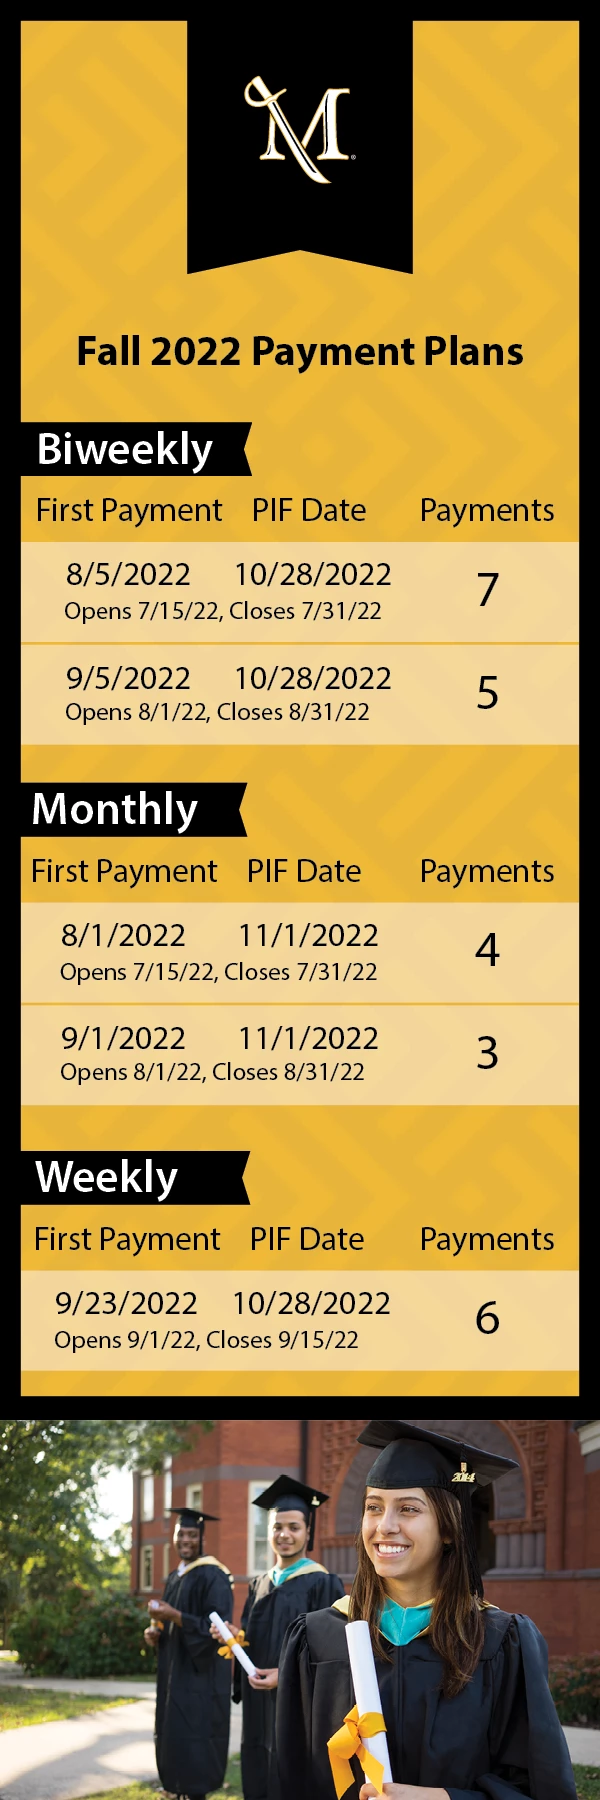 M
Fall 2022 Payment Plans
Biweekly
First Payment PIF Date Payments
8/5/2022 10/28/2022 7
Opens 7/15/22, Closes 7/31/22
9/5/2022 10/28/2022 5
Opens 8/1/22, Closes 8/31/22
Monthly
First Payment PIF Date Payments
8/1/2022 11/1/2022 4
Opens 7/15/22, Closes 7/31/22
9/1/2022 11/1/2022 3
Opens 8/1/22, Closes 8/31/22
Weekly
First Payment PIF Date Payments
9/23/2022 10/28/2022 6
Opens 9/1/22, Closes 9/15/22
2014